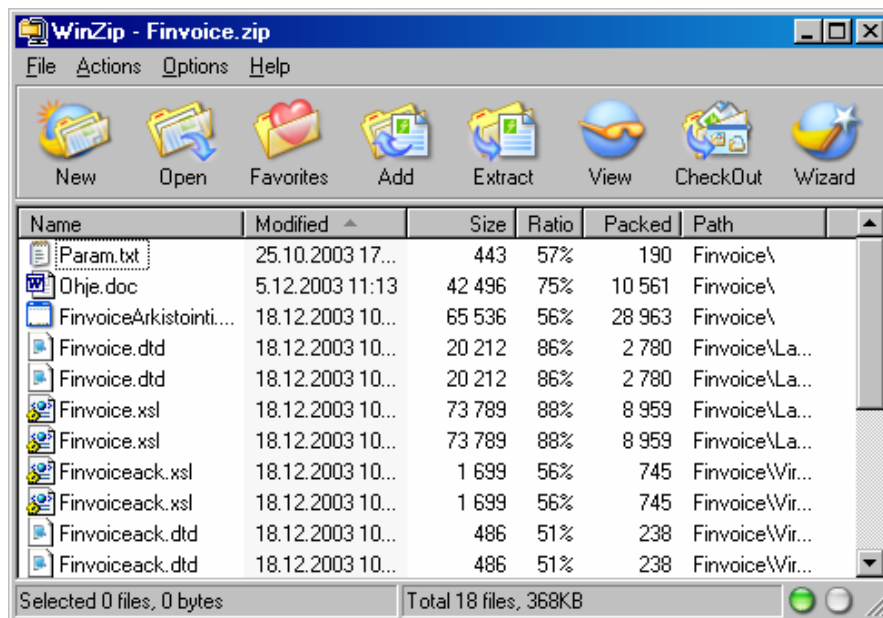 WinZip - Finvoice.zip
File Actions Options Help
New Open Favorites Add Extract View CheckOut Wizard
Name Modified Size Ratio Packed Path
Param.txt 25.10.2003 17... 443 57% 190 Finvoice\
Ohje.doc 5.12.2003 11:13 42 496 75% 10 561 Finvoice\
FinvoiceArkistointi.... 18.12.2003 10... 65 536 56% 28 963 Finvoice\
Finvoice.dtd 18.12.2003 10... 20 212 86% 2 780 Finvoice\La...
Finvoice.dtd 18.12.2003 10... 20 212 86% 2 780 Finvoice\La...
Finvoice.xsl 18.12.2003 10... 73 789 88% 8 959 Finvoice\La...
Finvoice.xsl 18.12.2003 10... 73 789 88% 8 959 Finvoice\La...
Finvoiceack.xsl 18.12.2003 10... 1 699 56% 745 Finvoice\Vir...
Finvoiceack.xsl 18.12.2003 10... 1 699 56% 745 Finvoice\Vir...
Finvoiceack.dtd 18.12.2003 10... 486 51% 238 Finvoice\Vir...
Finvoiceack.dtd 18.12.2003 10... 486 51% 238 Finvoice\Vir...
Selected 0 files, 0 bytes Total 18 files, 368KB